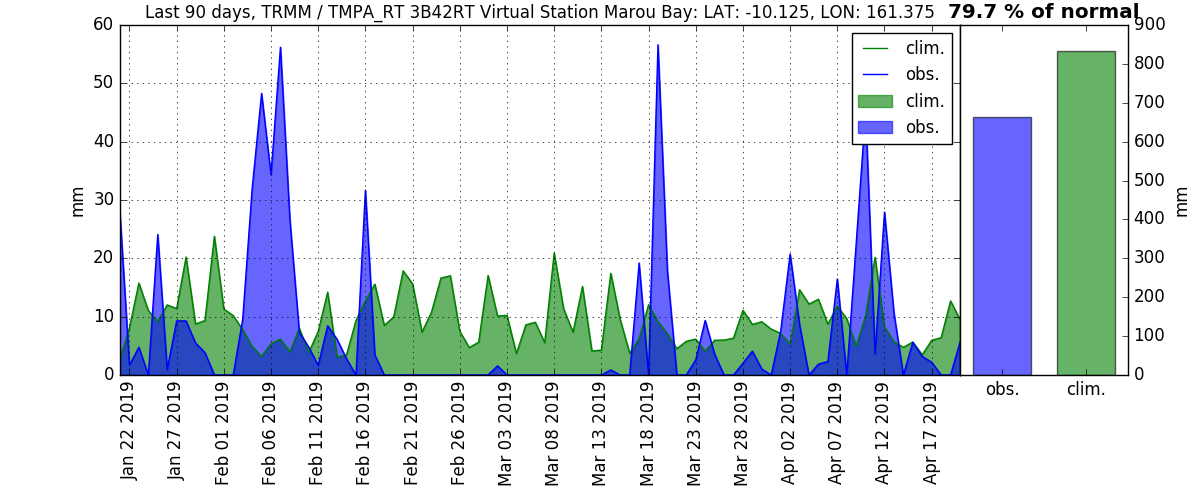 Last 90 days, TRMM / TMPA_RT 3B42RT Virtual Station Marou Bay: LAT: -10.125, LON: 161.375 79.7 % of normal
60
50
40
30
20
10
0
mm
clim.
obs.
clim.
obs.
Jan 22 2019
Jan 27 2019
Feb 01 2019
Feb 06 2019
Feb 11 2019
Feb 16 2019
Feb 21 2019
Feb 26 2019
Mar 03 2019
Mar 08 2019
Mar 13 2019
Mar 18 2019
Mar 23 2019
Mar 28 2019
Apr 02 2019
Apr 07 2019
Apr 12 2019
Apr 17 2019
900
800
700
600
500
400
300
200
100
0
mm
obs.
clim.